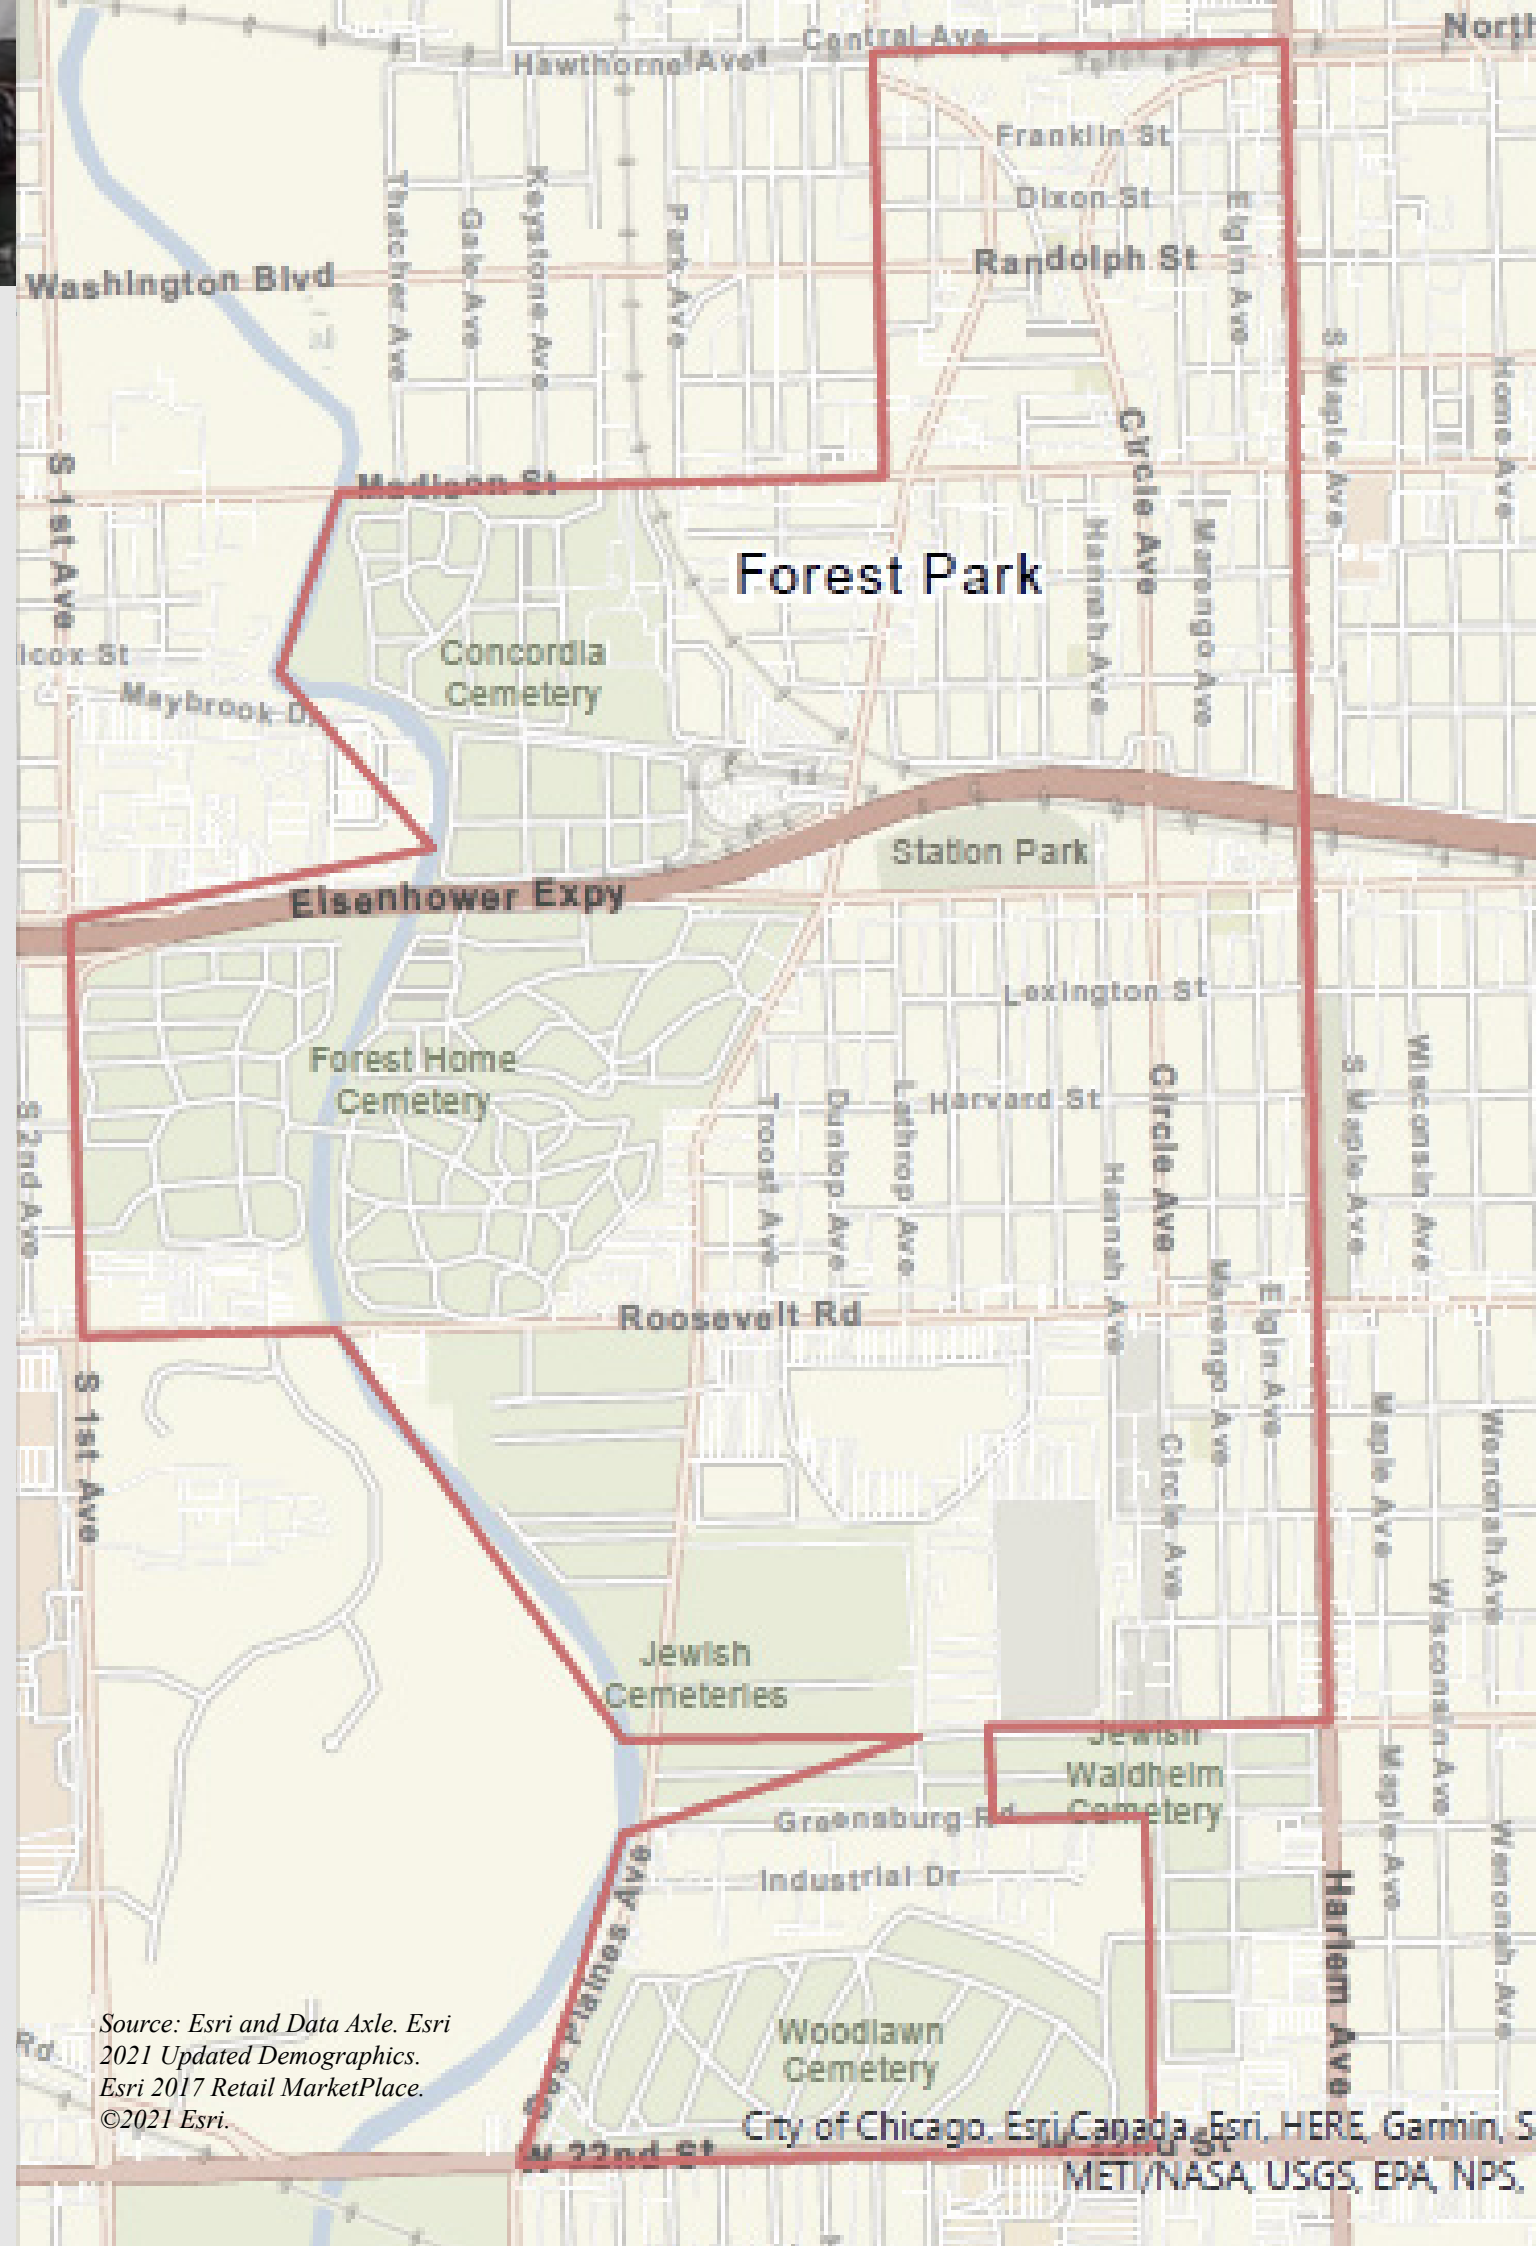 North
Central Ave
Hawthorne Ave
Franklin St
Dixon St
Randolph St
Elgin Ave
Thatcher Ave
Gale Ave
Keystone Ave
Park Ave
Washington Blvd
S Maple Ave
Home Ave
S 1st Ave
Madison St
Circle Ave
Hannah Ave
Marengo Ave
Forest Park
Concordia
Cemetery
lcox St
Maybrook Dr
Station Park
Eisenhower Expy
Lexington St
Forest Home
Cemetery
Harvard St
S 2nd Ave
Troost Ave
Dunlop Ave
Lathrop Ave
Hannah Ave
Circle Ave
S Maple Ave
Wisconsin Ave
Marengo Ave
Elgin Ave
Roosevelt Rd
S 1st Ave
Circle Ave
Maple Ave
Wenonah Ave
Wisconsin Ave
Jewish
Cemeteries
Jewish
Waldheim
Cemetery
Greensburg Rd
Industrial Dr
Maple Ave
Wenonah Ave
Harlem Ave
Des Plaines Ave
Woodlawn
Cemetery
Rd
Source: Esri and Data Axle. Esri
2021 Updated Demographics.
Esri 2017 Retail MarketPlace.
©2021 Esri.
W 22nd St
W 22nd St
City of Chicago, Esri Canada, Esri, HERE, Garmin, S
METI/NASA, USGS, EPA, NPS,